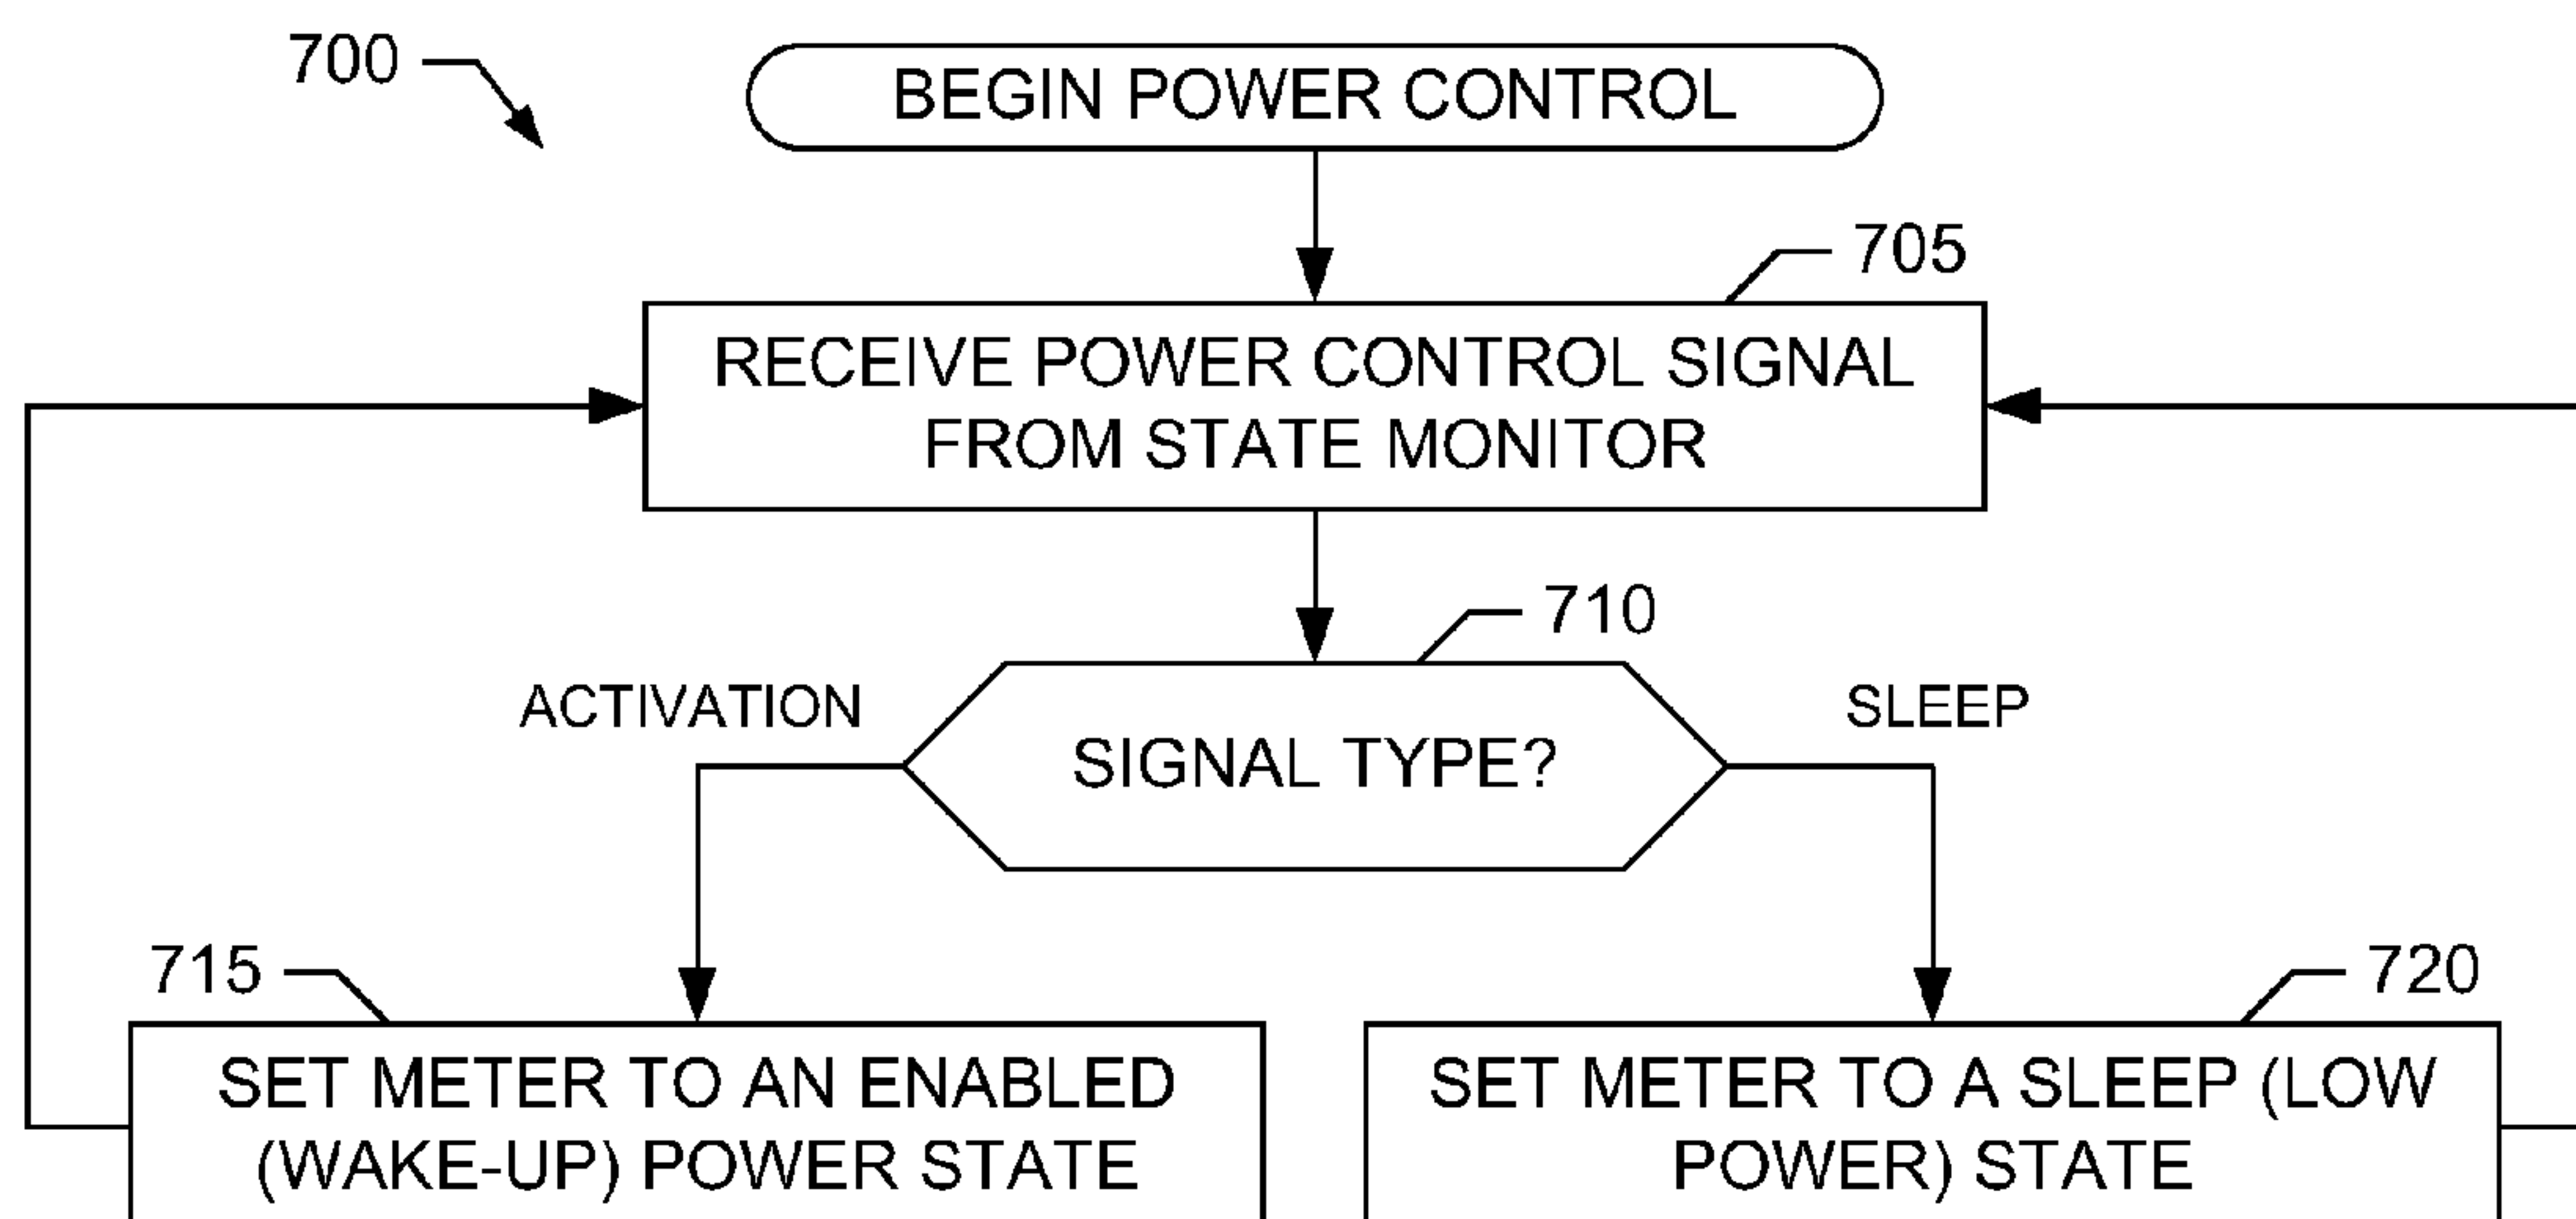 700
BEGIN POWER CONTROL
705
RECEIVE POWER CONTROL SIGNAL
FROM STATE MONITOR
710
ACTIVATION
SIGNAL TYPE?
SLEEP
715
720
SET METER TO AN ENABLED
(WAKE-UP) POWER STATE
SET METER TO A SLEEP (LOW
POWER) STATE